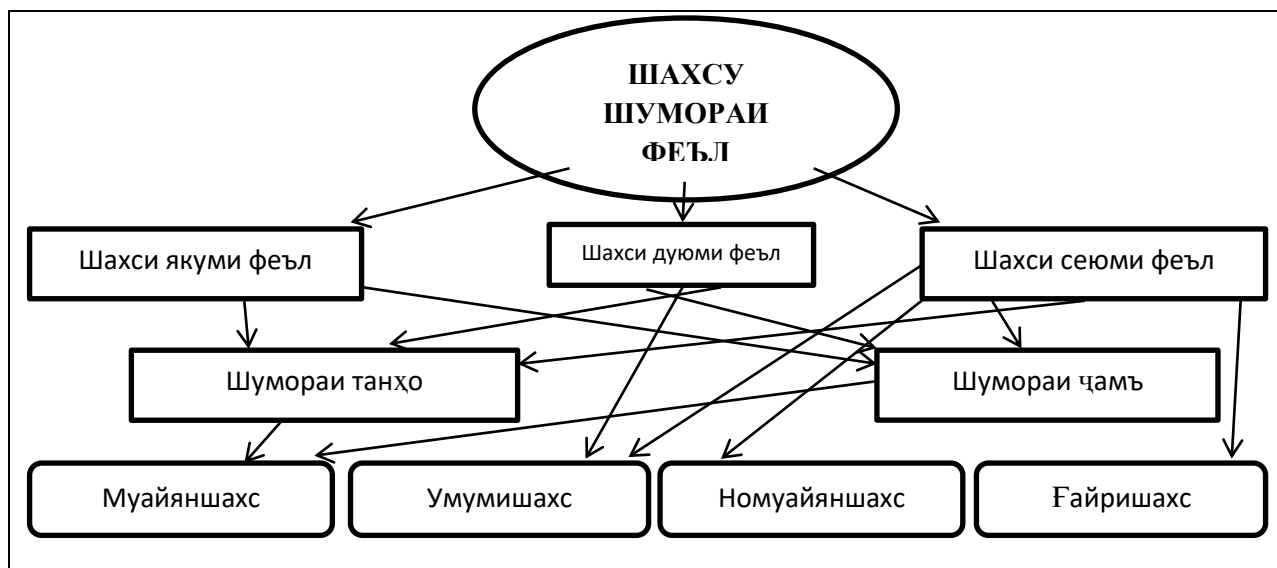 ШАХСУ
ШУМОРАИ
ФЕЪЛ
Шахси якуми феъл
Шахси дуюми феъл
Шахси сеюми феъл
Шумораи танҳо
Шумораи ҷамъ
Муайяншахс
Умумишахс
Номуайяншахс
Ғайришахс